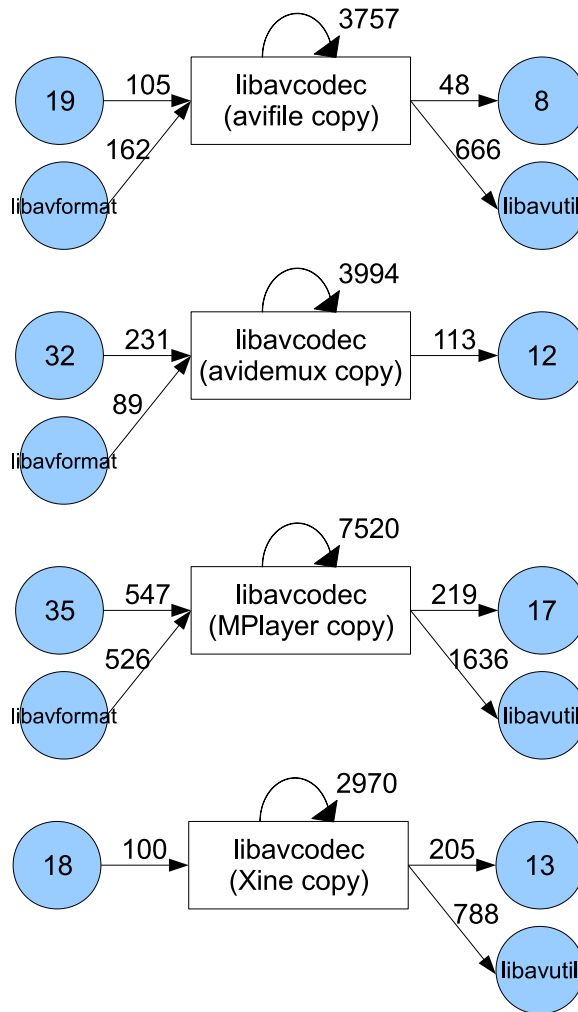 3757
19
105
libavcodec
(avifile copy)
48
8
162
666
libavformat
libavutil
3994
32
231
libavcodec
(avidemux copy)
113
12
89
libavformat
7520
35
547
libavcodec
(MPlayer copy)
219
17
526
1636
libavformat
libavutil
2970
18
100
libavcodec
(Xine copy)
205
13
788
libavutil